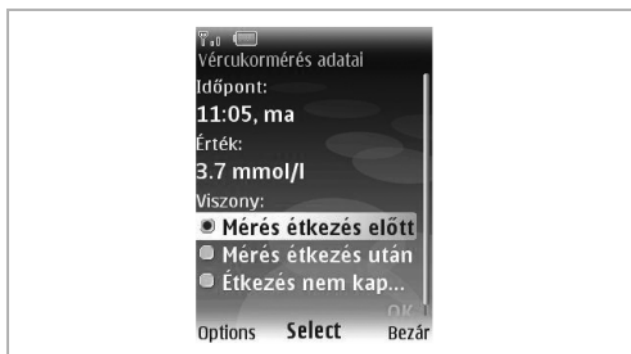 Vércukormérés adatai
Időpont:
11:05, ma
Érték:
3.7 mmol/l
Viszony:
Mérés étkezés előtt
Mérés étkezés után
Étkezés nem kap...
OK
Options Select Bezár